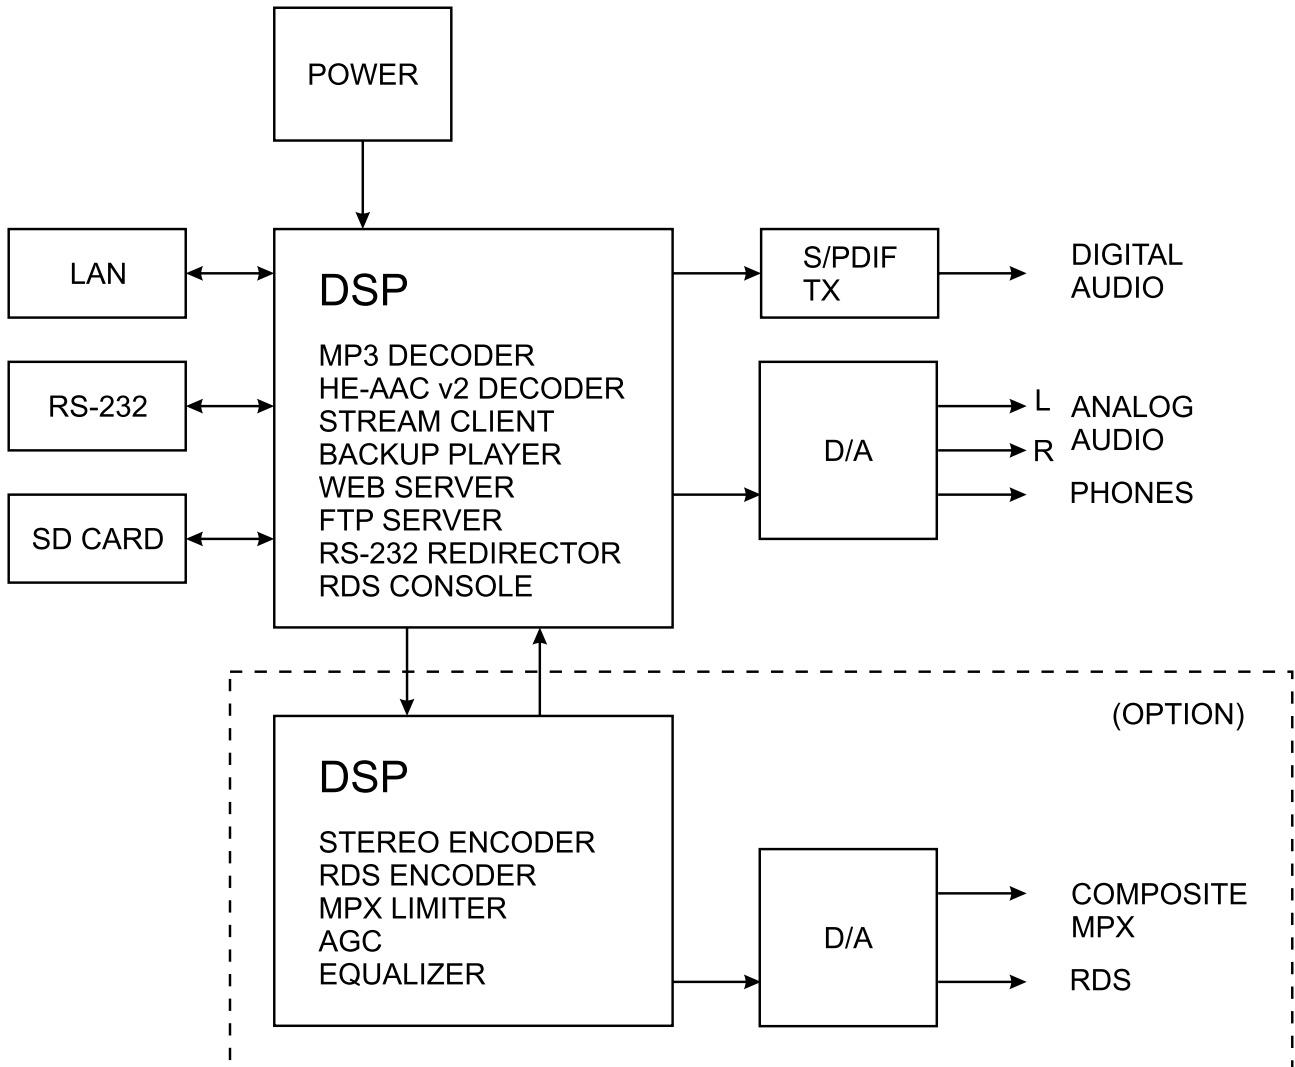 POWER
LAN
RS-232
SD CARD
DSP
MP3 DECODER
HE-AAC v2 DECODER
STREAM CLIENT
BACKUP PLAYER
WEB SERVER
FTP SERVER
RS-232 REDIRECTOR
RDS CONSOLE
S/PDIF
TX
DIGITAL
AUDIO
D/A
L
R
ANALOG
AUDIO
PHONES
(OPTION)
DSP
STEREO ENCODER
RDS ENCODER
MPX LIMITER
AGC
EQUALIZER
D/A
COMPOSITE
MPX
RDS